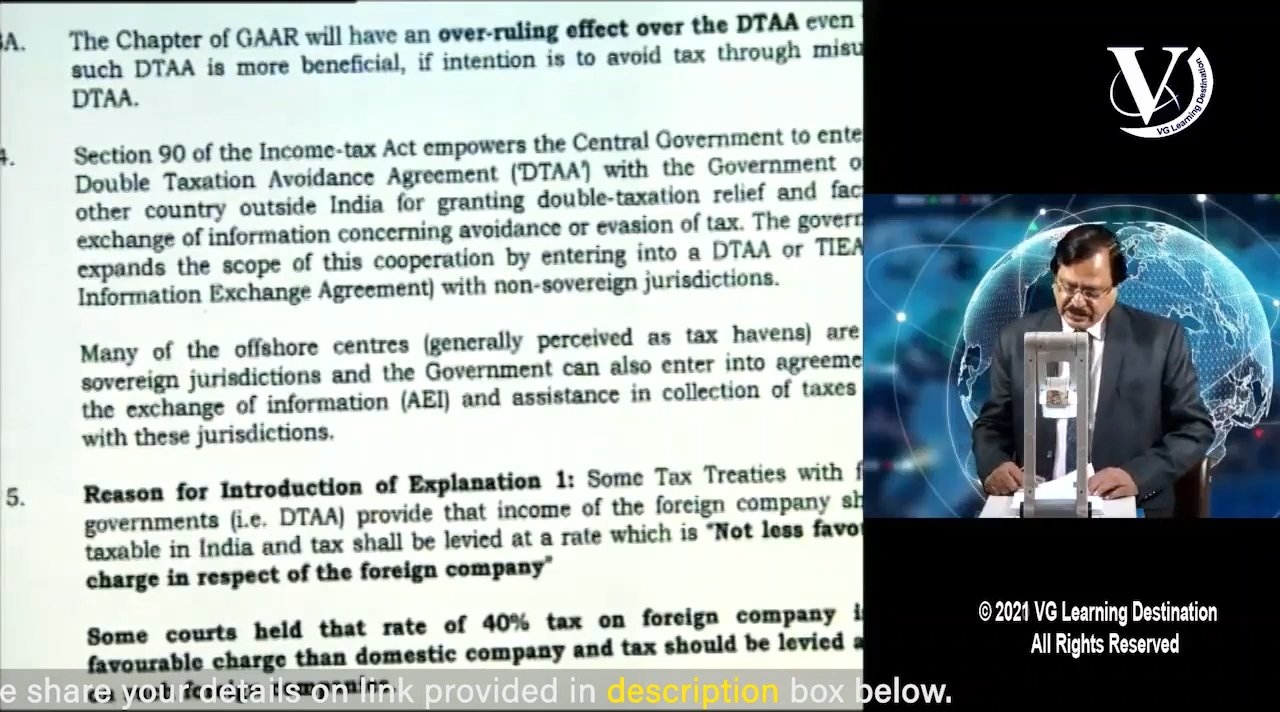 A. The Chapter of GAAR will have an over-ruling effect over the DTAA even
such DTAA is more beneficial, if intention is to avoid tax through misu
DTAA.
4. Section 90 of the Income-tax Act empowers the Central Government to ente
Double Taxation Avoidance Agreement ('DTAA') with the Government o
other country outside India for granting double-taxation relief and fac
exchange of information concerning avoidance or evasion of tax. The govern
expands the scope of this cooperation by entering into a DTAA or TIEA
Information Exchange Agreement) with non-sovereign jurisdictions.
Many of the offshore centres (generally perceived as tax havens) are
sovereign jurisdictions and the Government can also enter into agreeme
the exchange of information (AEI) and assistance in collection of taxes
with these jurisdictions.
5. Reason for Introduction of Explanation 1: Some Tax Treaties with f
governments (i.e. DTAA) provide that income of the foreign company sh
taxable in India and tax shall be levied at a rate which is "Not less favo
charge in respect of the foreign company"
Some courts held that rate of 40% tax on foreign company i
favourable charge than domestic company and tax should be levied a
e share your details on link provided in description box below.
V
VG Learning Destination
© 2021 VG Learning Destination
All Rights Reserved